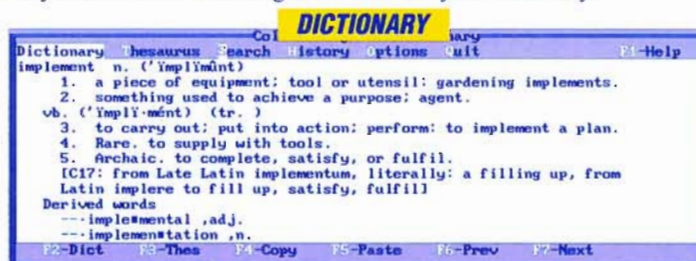 DICTIONARY
Dictionary Thesaurus Search History Options Quit F1-Help
implement n. ('ïmplïmûnt)
1. a piece of equipment; tool or utensil: gardening implements.
2. something used to achieve a purpose; agent.
vb. ('ïmplï·mént) (tr. )
3. to carry out; put into action; perform: to implement a plan.
4. Rare. to supply with tools.
5. Archaic. to complete, satisfy, or fulfil.
[C17: from Late Latin implementum, literally: a filling up, from
Latin implere to fill up, satisfy, fulfil]
Derived words
--·imple■mental ,adj.
--·implemen■tation ,n.
F2-Dict F3-Thes F4-Copy F5-Paste F6-Prev F7-Next